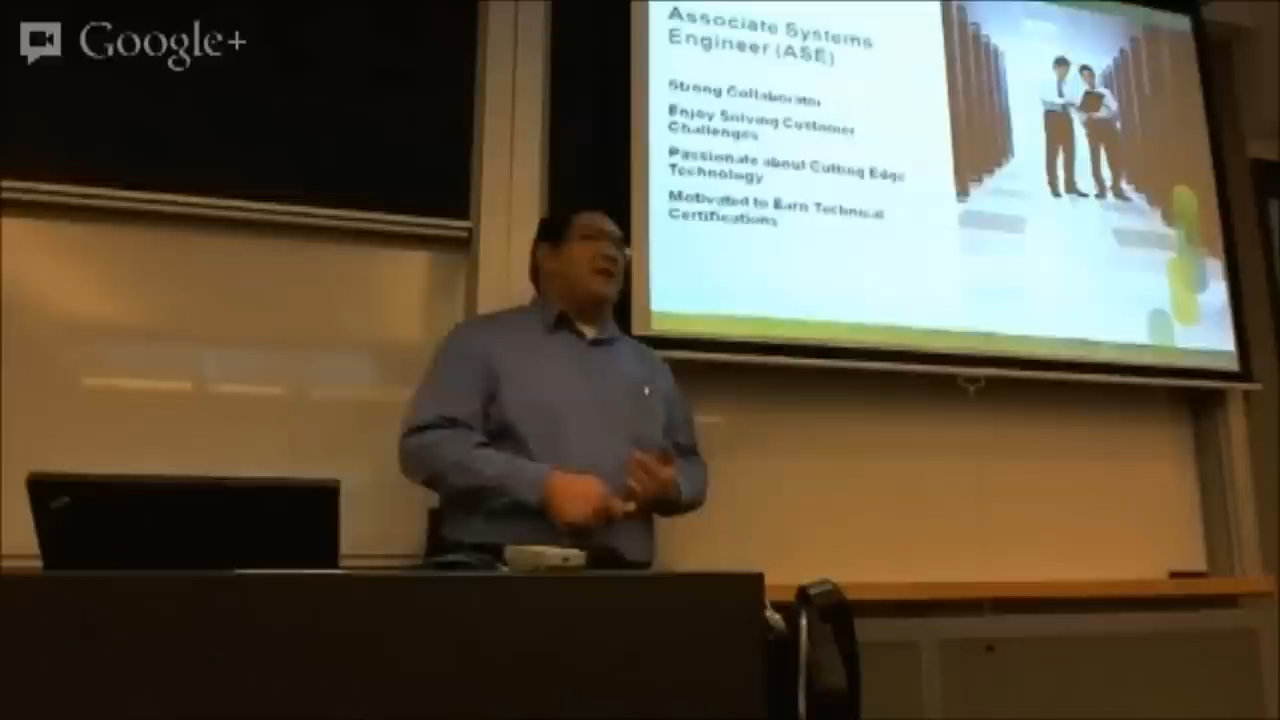 Google+
Associate Systems
Engineer (ASE)
Strong Collaborator
Enjoy Solving Customer
Challenges
Passionate about Cutting Edge
Technology
Motivated to Earn Technical
Certifications